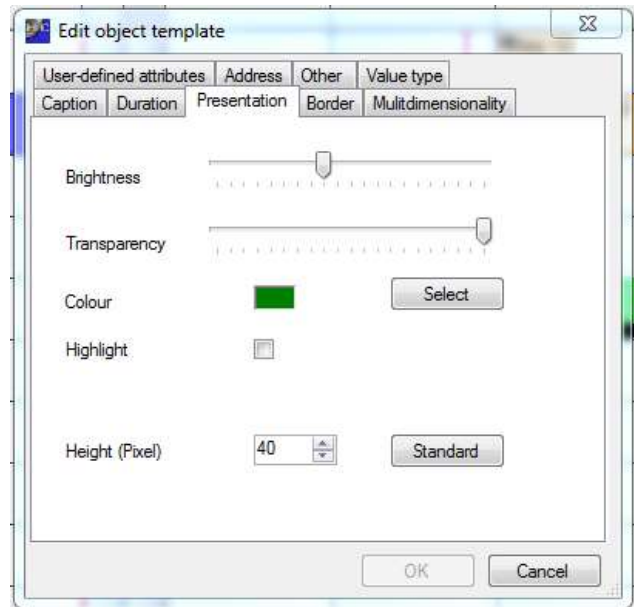 Edit object template
User-defined attributes Address Other Value type
Caption Duration Presentation Border Mulitdimensionality
Brightness
Transparency
Colour Select
Highlight
Height (Pixel) 40 Standard
OK Cancel